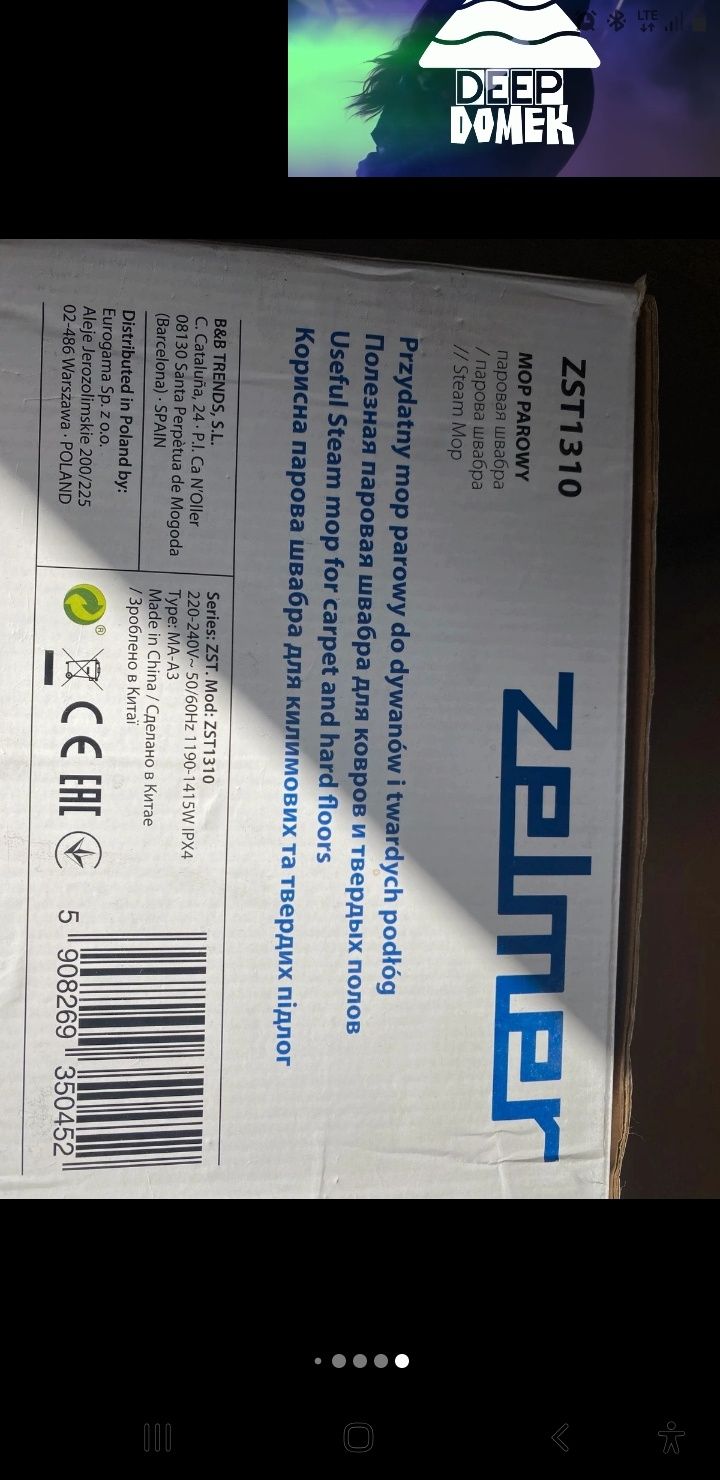 LTE
DEEP
DOMEK
ZST1310
zelmer
MOP PAROWY
паровая швабра
/ парова швабра
// Steam Mop
Przydatny mop parowy do dywanów i twardych podłóg
Полезная паровая швабра для ковров и твердых полов
Useful Steam mop for carpet and hard floors
Корисна парова швабра для килимових та твердих підлог
B&B TRENDS, S.L.
C. Cataluña, 24 · P.I. Ca N'Oller
08130 Santa Perpètua de Mogoda
(Barcelona) · SPAIN
Distributed in Poland by:
Eurogama Sp. z o.o.
Aleje Jerozolimskie 200/225
02-486 Warszawa · POLAND
Series: ZST. Mod: ZST1310
220-240V~ 50/60Hz 1190-1415W IPX4
Type: MA-A3
Made in China / Сделано в Китае
/ Зроблено в Китаї
CE EAC
5 908269 350452